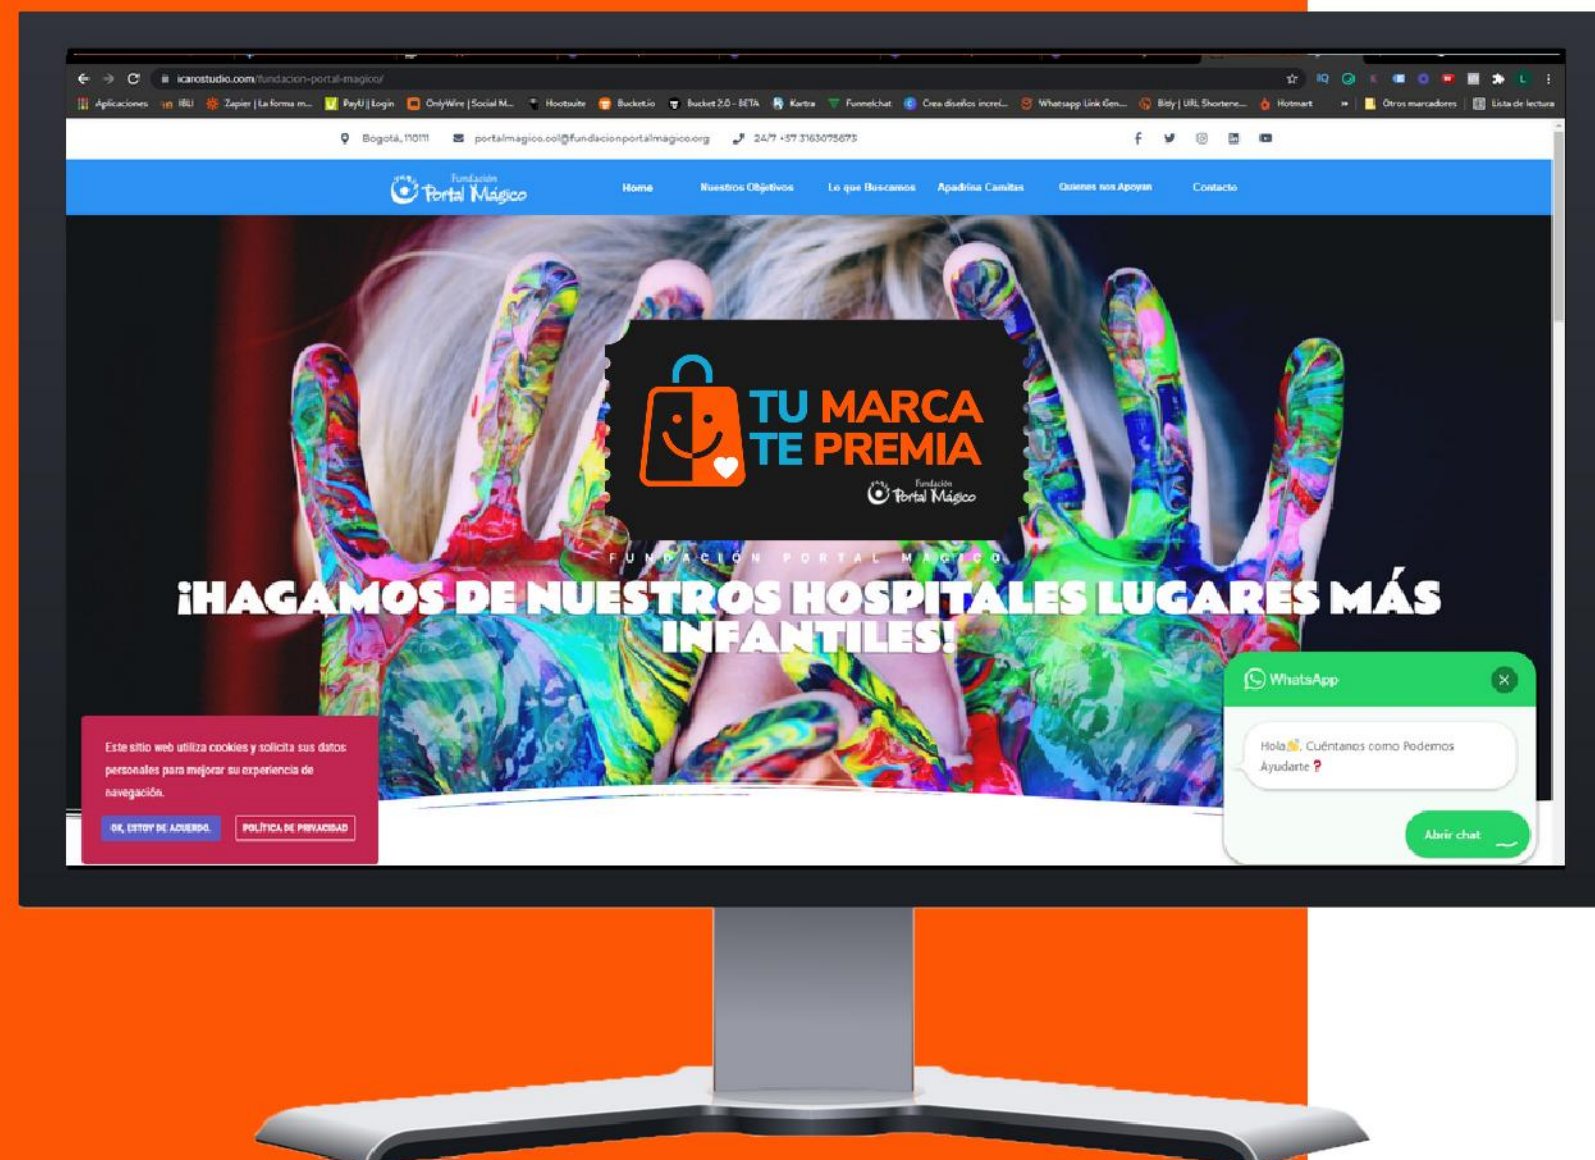 icarostudio.com/fundacion-portal-magico/
Aplicaciones IBLI Zapier | La forma m... PayU | Login OnlyWire | Social M... Hootsuite Bucket.io Bucket 2.0 - BETA Kartra Funnelchat Crea diseños increí... Whatsapp Link Gen... Bitly | URL Shortene... Hotmart » Otros marcadores Lista de lectura
Bogotá, 110111 portalmagico.col@fundacionportalmagico.org 24/7 +57 3163075673
Fundación
Portal Mágico
Home Nuestros Objetivos Lo que Buscamos Apadrina Camitas Quienes nos Apoyan Contacto
TU MARCA
TE PREMIA
Fundación
Portal Mágico
FUNDACIÓN PORTAL MÁGICO
¡HAGAMOS DE NUESTROS HOSPITALES LUGARES MÁS
INFANTILES!
Este sitio web utiliza cookies y solicita sus datos
personales para mejorar su experiencia de
navegación.
OK, ESTOY DE ACUERDO. POLÍTICA DE PRIVACIDAD
WhatsApp
Hola👋, Cuéntanos como Podemos
Ayudarte ❓
Abrir chat